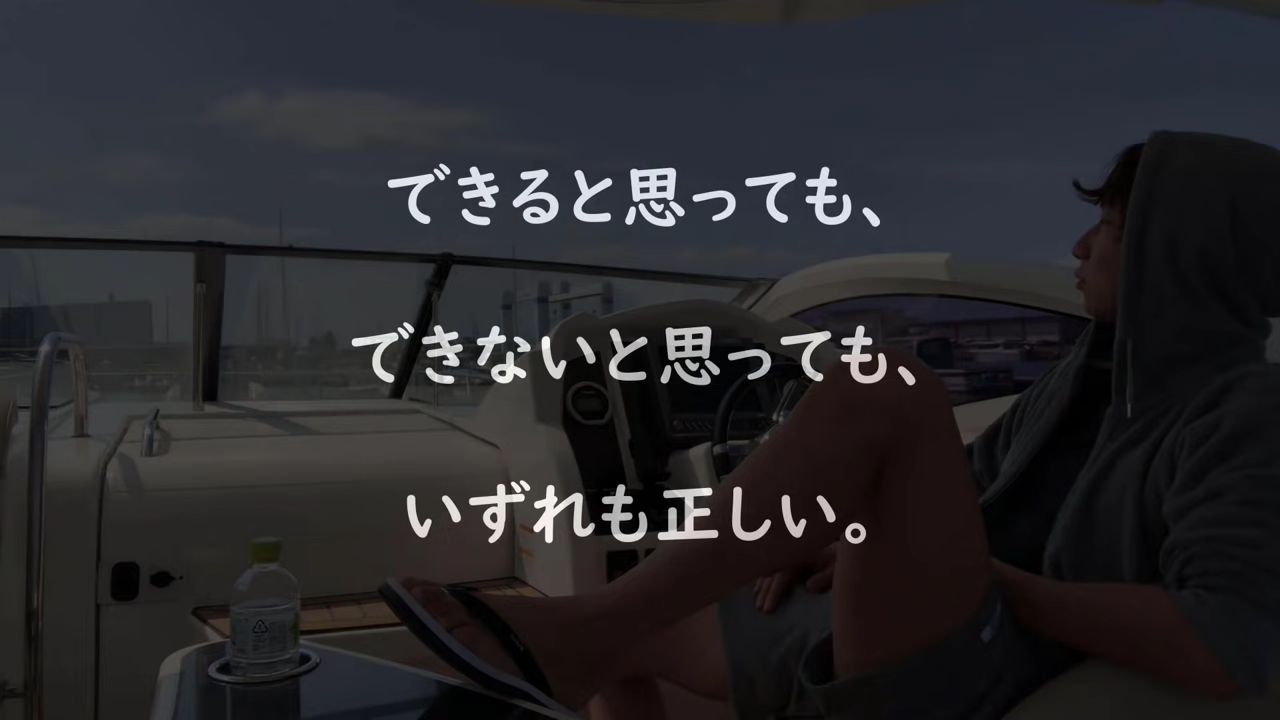 できると思っても、
できないと思っても、
いずれも正しい。